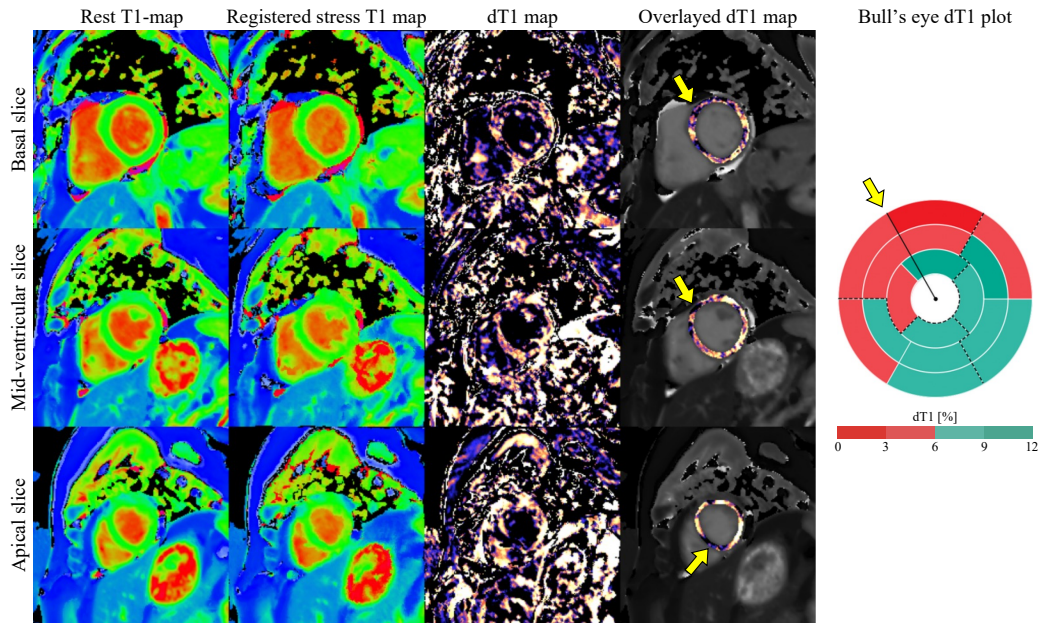 Rest T1-map
Registered stress T1 map
dT1 map
Overlayed dT1 map
Bull's eye dT1 plot
Basal slice
Mid-ventricular slice
Apical slice
dT1 [%]
0 3 6 9 12